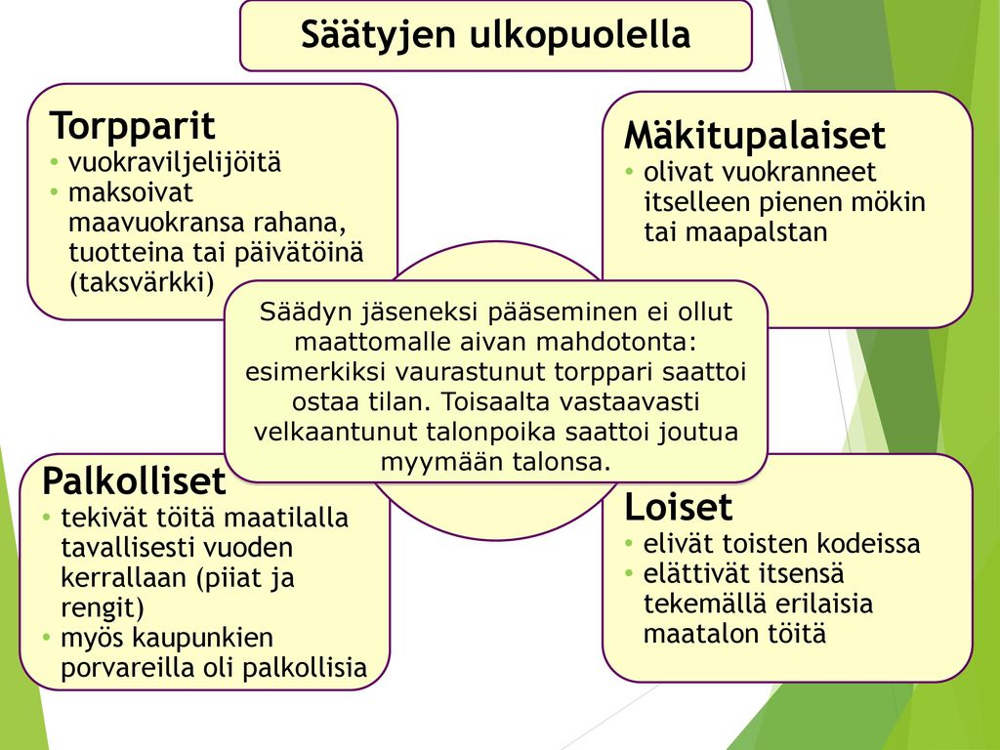 Säätyjen ulkopuolella
Torpparit
• vuokraviljelijöitä
• maksoivat
maavuokransa rahana,
tuotteina tai päivätöinä
(taksvärkki)
Mäkitupalaiset
• olivat vuokranneet
itselleen pienen mökin
tai maapalstan
Säädyn jäseneksi pääseminen ei ollut
maattomalle aivan mahdotonta:
esimerkiksi vaurastunut torppari saattoi
ostaa tilan. Toisaalta vastaavasti
velkaantunut talonpoika saattoi joutua
myymään talonsa.
Palkolliset
• tekivät töitä maatilalla
tavallisesti vuoden
kerrallaan (piiat ja
rengit)
• myös kaupunkien
porvareilla oli palkollisia
Loiset
• elivät toisten kodeissa
• elättivät itsensä
tekemällä erilaisia
maatalon töitä